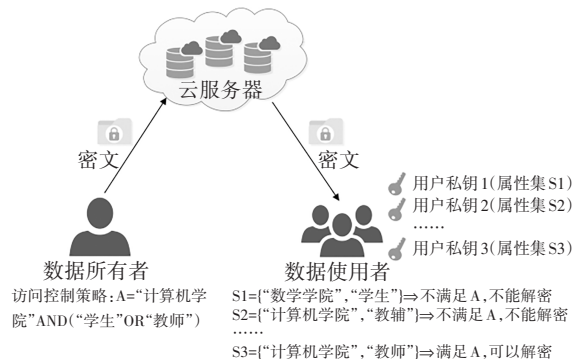 云服务器
密文
密文
用户私钥1(属性集S1)
用户私钥2(属性集S2)
……
用户私钥3(属性集S3)
数据所有者
数据使用者
访问控制策略:A=“计算机学
院”AND(“学生”OR“教师”)
S1={“数学学院”,“学生”}⇒不满足A,不能解密
S2={“计算机学院”,“教辅”}⇒不满足A,不能解密
……
S3={“计算机学院”,“教师”}⇒满足A,可以解密